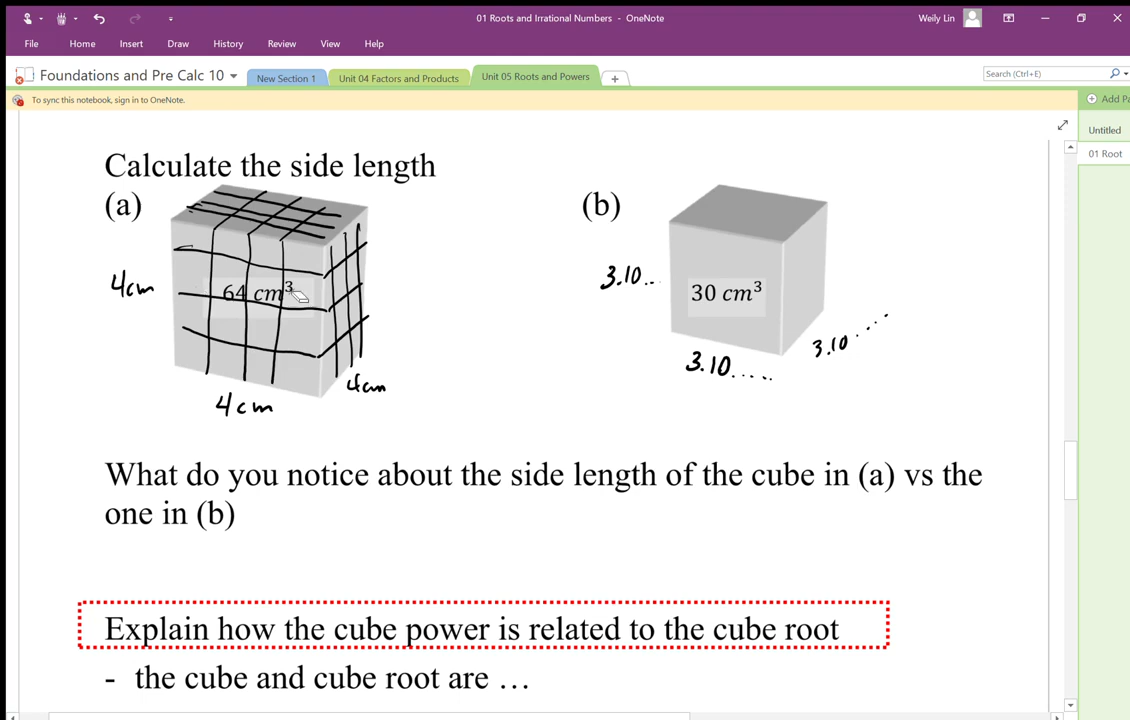 01 Roots and Irrational Numbers - OneNote
Weily Lin
File Home Insert Draw History Review View Help
Foundations and Pre Calc 10
New Section 1
Unit 04 Factors and Products
Unit 05 Roots and Powers
Search (Ctrl+E)
To sync this notebook, sign in to OneNote.
Add Pa
Untitled
01 Root
Calculate the side length
(a)
(b)
4cm
64 cm³
4cm
4cm
3.10...
30 cm³
3.10.....
3.10.....
What do you notice about the side length of the cube in (a) vs the
one in (b)
Explain how the cube power is related to the cube root
- the cube and cube root are …